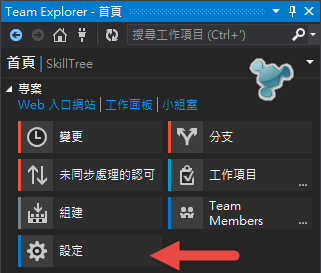 Team Explorer - 首頁
搜尋工作項目 (Ctrl+')
首頁 | SkillTree
專案
Web 入口網站 | 工作面板 | 小組室
變更
分支
未同步處理的認可
工作項目
...
組建
Team
Members
...
設定